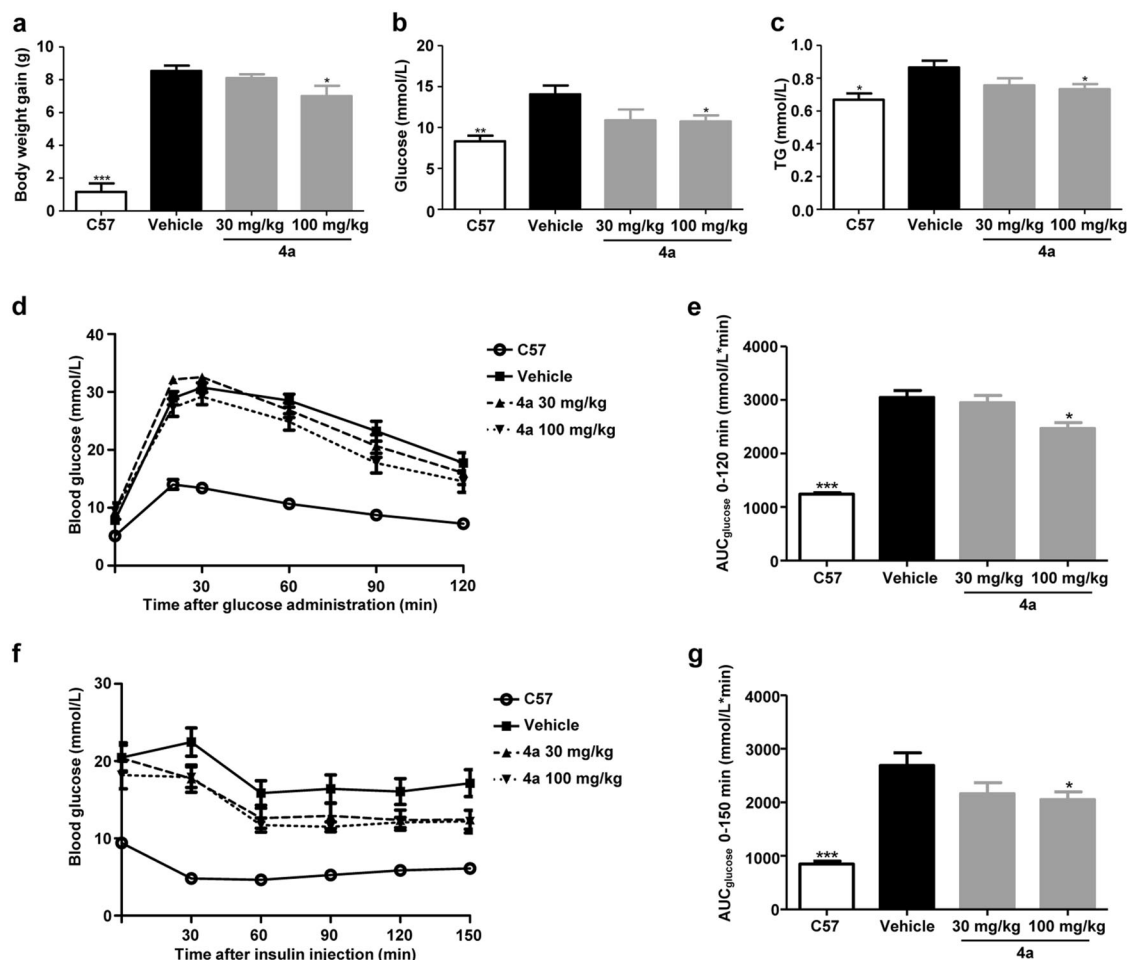 a
Body weight gain (g)
10
8
6
4
2
0
***
*
C57
Vehicle
30 mg/kg
100 mg/kg
4a
b
Glucose (mmol/L)
20
15
10
5
0
**
*
C57
Vehicle
30 mg/kg
100 mg/kg
4a
c
TG (mmol/L)
1.0
0.8
0.6
0.4
0.2
0.0
*
*
C57
Vehicle
30 mg/kg
100 mg/kg
4a
d
Blood glucose (mmol/L)
40
30
20
10
0
30
60
90
120
Time after glucose administration (min)
C57
Vehicle
4a 30 mg/kg
4a 100 mg/kg
e
AUCglucose 0-120 min (mmol/L*min)
4000
3000
2000
1000
0
***
*
C57
Vehicle
30 mg/kg
100 mg/kg
4a
f
Blood glucose (mmol/L)
30
20
10
0
30
60
90
120
150
Time after insulin injection (min)
C57
Vehicle
4a 30 mg/kg
4a 100 mg/kg
g
AUCglucose 0-150 min (mmol/L*min)
4000
3000
2000
1000
0
***
*
C57
Vehicle
30 mg/kg
100 mg/kg
4a